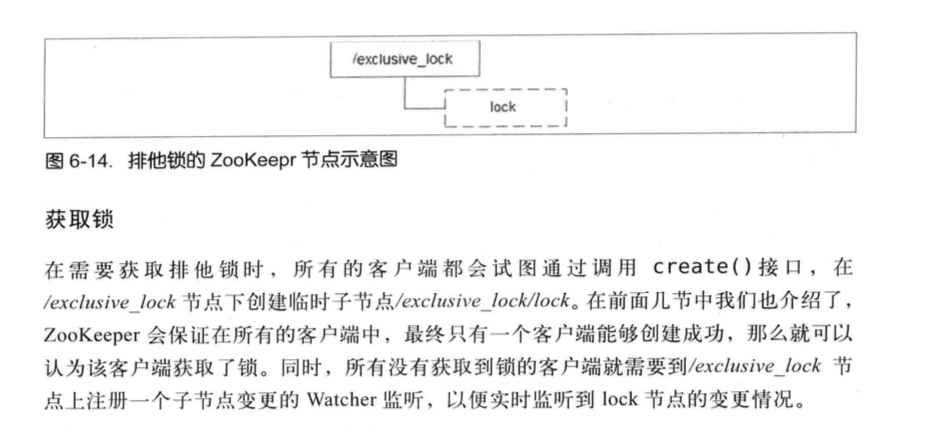 /exclusive_lock
lock
图 6-14. 排他锁的 ZooKeepr 节点示意图
获取锁
在需要获取排他锁时，所有的客户端都会试图通过调用 create()接口，在
/exclusive_lock 节点下创建临时子节点/exclusive_lock/lock。在前面几节中我们也介绍了，
ZooKeeper 会保证在所有的客户端中，最终只有一个客户端能够创建成功，那么就可以
认为该客户端获取了锁。同时，所有没有获取到锁的客户端就需要到/exclusive_lock 节
点上注册一个子节点变更的 Watcher 监听，以便实时监听到 lock 节点的变更情况。